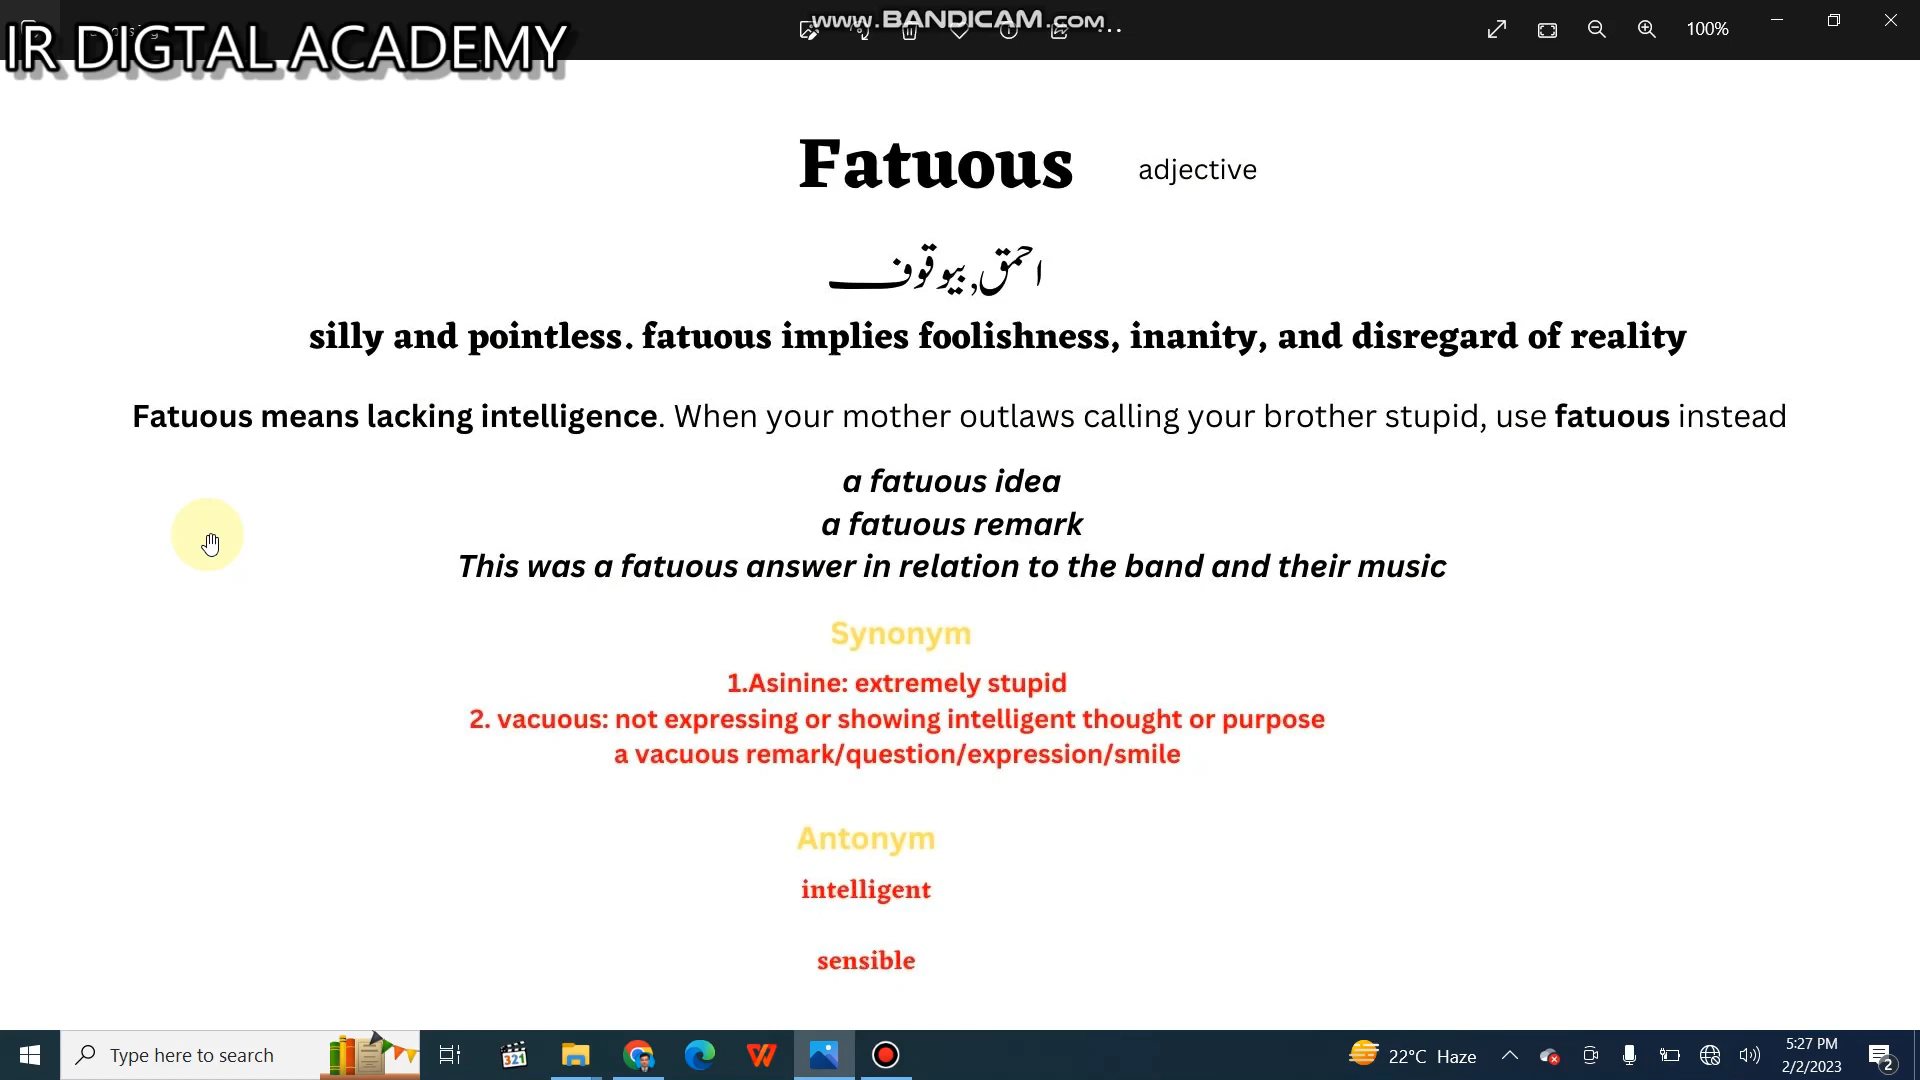 www.BANDICAM.com
IR DIGTAL ACADEMY
100%
Fatuous adjective
احمق, بیوقوف
silly and pointless. fatuous implies foolishness, inanity, and disregard of reality
Fatuous means lacking intelligence. When your mother outlaws calling your brother stupid, use fatuous instead
a fatuous idea
a fatuous remark
This was a fatuous answer in relation to the band and their music
Synonym
1.Asinine: extremely stupid
2. vacuous: not expressing or showing intelligent thought or purpose
a vacuous remark/question/expression/smile
Antonym
intelligent
sensible
Type here to search
321
22°C Haze
5:27 PM
2/2/2023
2